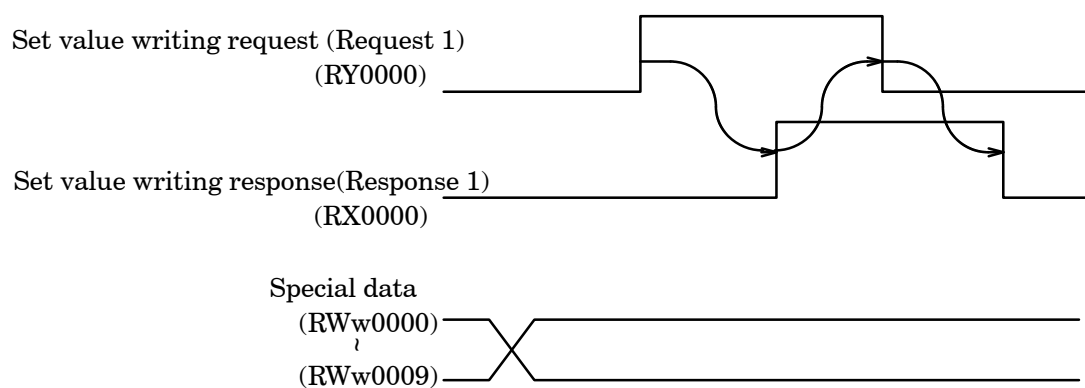 Set value writing request (Request 1)
(RY0000)
Set value writing response(Response 1)
(RX0000)
Special data
(RWw0000)
~
(RWw0009)